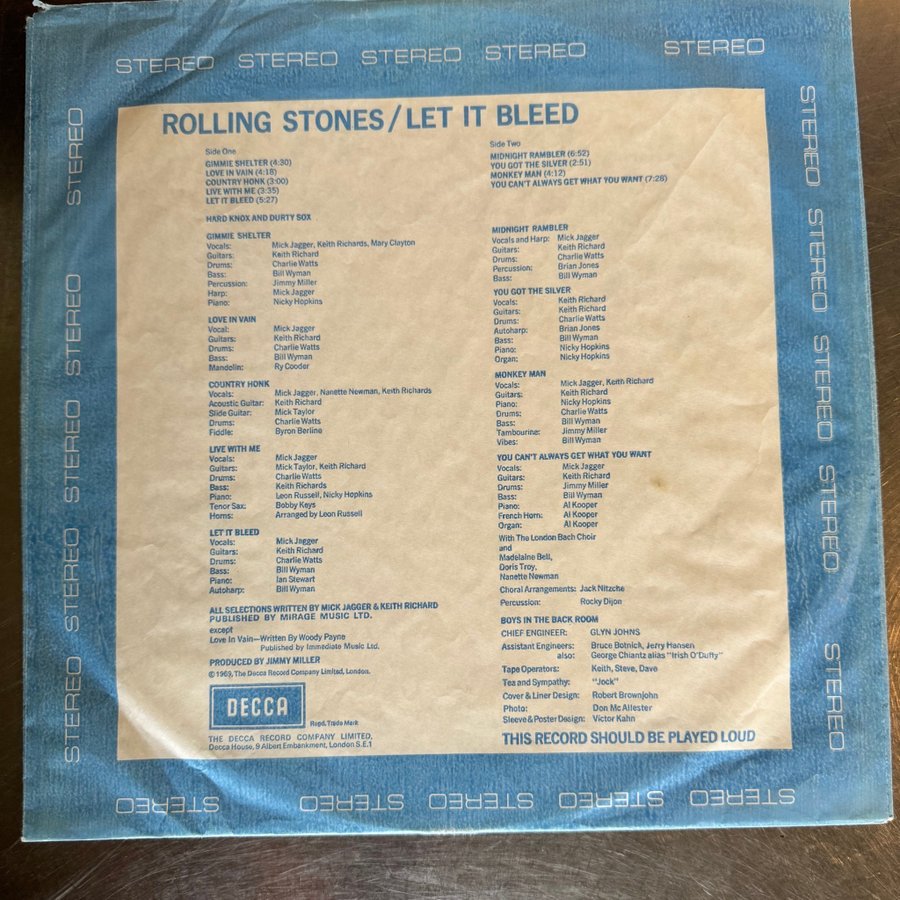 STEREO STEREO STEREO STEREO STEREO
ROLLING STONES/LET IT BLEED
Side One
GIMMIE SHELTER (4:30)
LOVE IN VAIN (4:18)
COUNTRY HONK (3:00)
LIVE WITH ME (3:35)
LET IT BLEED (5:27)
HARD KNOX AND DURTY SOX
GIMMIE SHELTER
Vocals: Mick Jagger, Keith Richards, Mary Clayton
Guitars: Keith Richard
Drums: Charlie Watts
Bass: Bill Wyman
Percussion: Jimmy Miller
Harp: Mick Jagger
Piano: Nicky Hopkins
LOVE IN VAIN
Vocal: Mick Jagger
Guitars: Keith Richard
Drums: Charlie Watts
Bass: Bill Wyman
Mandolin: Ry Cooder
COUNTRY HONK
Vocals: Mick Jagger, Nanette Newman, Keith Richards
Acoustic Guitar: Keith Richard
Slide Guitar: Mick Taylor
Drums: Charlie Watts
Fiddle: Byron Berline
LIVE WITH ME
Vocals: Mick Jagger
Guitars: Mick Taylor, Keith Richard
Drums: Charlie Watts
Bass: Keith Richards
Piano: Leon Russell, Nicky Hopkins
Tenor Sax: Bobby Keys
Horns: Arranged by Leon Russell
LET IT BLEED
Vocals: Mick Jagger
Guitars: Keith Richard
Drums: Charlie Watts
Bass: Bill Wyman
Piano: Ian Stewart
Autoharp: Bill Wyman
ALL SELECTIONS WRITTEN BY MICK JAGGER & KEITH RICHARD
PUBLISHED BY MIRAGE MUSIC LTD.
except
Love in Vain—Written By Woody Payne
Published by Immediate Music Ltd.
PRODUCED BY JIMMY MILLER
© 1969, The Decca Record Company Limited, London.
DECCA
Regd. Trade Mark
THE DECCA RECORD COMPANY LIMITED,
Decca House, 9 Albert Embankment, London S.E.1
Side Two
MIDNIGHT RAMBLER (6:52)
YOU GOT THE SILVER (2:51)
MONKEY MAN (4:12)
YOU CAN'T ALWAYS GET WHAT YOU WANT (7:28)
MIDNIGHT RAMBLER
Vocals and Harp: Mick Jagger
Guitars: Keith Richard
Drums: Charlie Watts
Percussion: Brian Jones
Bass: Bill Wyman
YOU GOT THE SILVER
Vocals: Keith Richard
Guitars: Keith Richard
Drums: Charlie Watts
Autoharp: Brian Jones
Bass: Bill Wyman
Piano: Nicky Hopkins
Organ: Nicky Hopkins
MONKEY MAN
Vocals: Mick Jagger, Keith Richard
Guitars: Keith Richard
Piano: Nicky Hopkins
Drums: Charlie Watts
Bass: Bill Wyman
Tambourine: Jimmy Miller
Vibes: Bill Wyman
YOU CAN'T ALWAYS GET WHAT YOU WANT
Vocals: Mick Jagger
Guitars: Keith Richard
Drums: Jimmy Miller
Bass: Bill Wyman
Piano: Al Kooper
French Horn: Al Kooper
Organ: Al Kooper
With The London Bach Choir
and
Madelaine Bell,
Doris Troy,
Nanette Newman
Choral Arrangements: Jack Nitzche
Percussion: Rocky Dijon
BOYS IN THE BACK ROOM
CHIEF ENGINEER: GLYN JOHNS
Assistant Engineers: Bruce Botnick, Jerry Hansen
also: George Chiantz alias "Irish O'Duffy"
Tape Operators: Keith, Steve, Dave
Tea and Sympathy: "Jock"
Cover & Liner Design: Robert Brownjohn
Photo: Don McAllester
Sleeve & Poster Design: Victor Kahn
THIS RECORD SHOULD BE PLAYED LOUD
STEREO
STEREO
STEREO
STEREO
STEREO
STEREO
STEREO
STEREO
STEREO
STEREO
STEREO STEREO STEREO STEREO STEREO